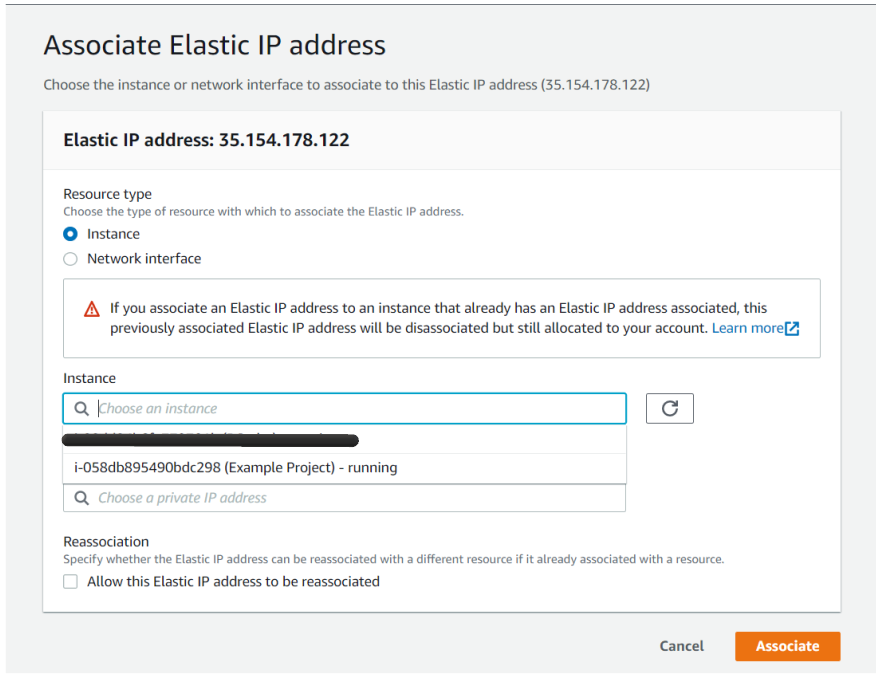 Associate Elastic IP address
Choose the instance or network interface to associate to this Elastic IP address (35.154.178.122)
Elastic IP address: 35.154.178.122
Resource type
Choose the type of resource with which to associate the Elastic IP address.
Instance
Network interface
If you associate an Elastic IP address to an instance that already has an Elastic IP address associated, this
previously associated Elastic IP address will be disassociated but still allocated to your account. Learn more
Instance
Choose an instance
i-058db895490bdc298 (Example Project) - running
Choose a private IP address
Reassociation
Specify whether the Elastic IP address can be reassociated with a different resource if it already associated with a resource.
Allow this Elastic IP address to be reassociated
Cancel
Associate